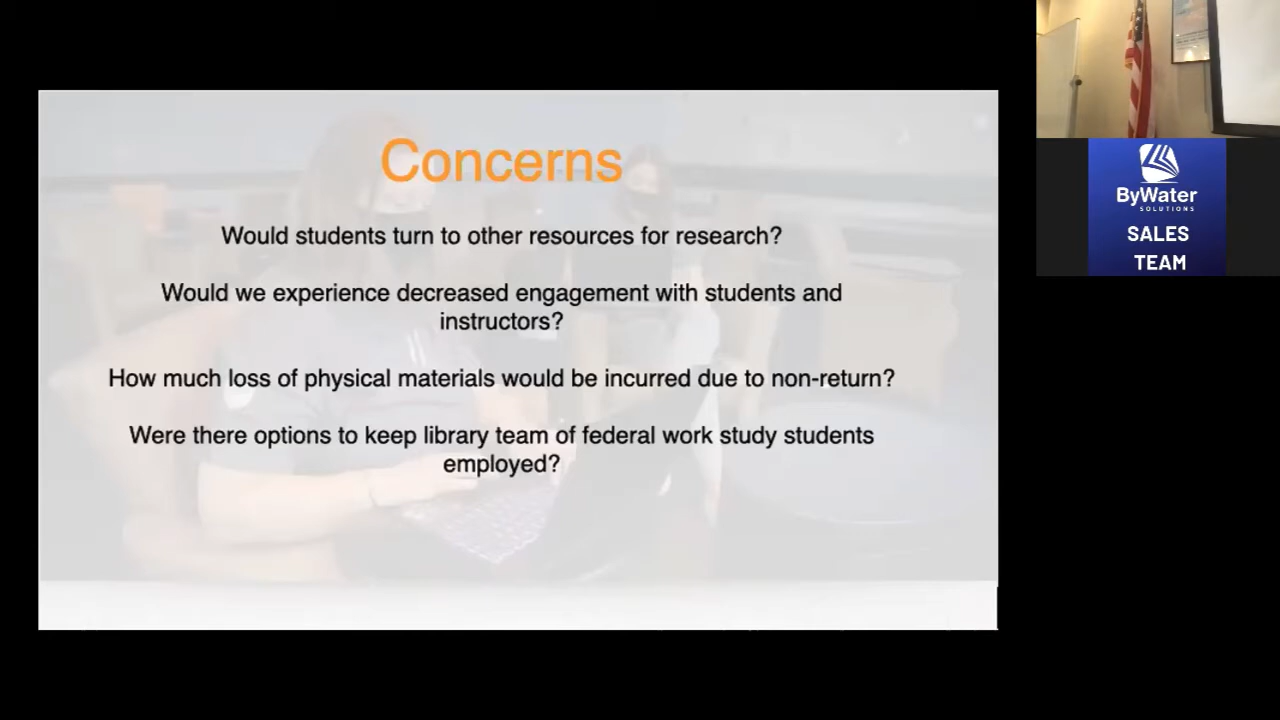 Concerns
Would students turn to other resources for research?
Would we experience decreased engagement with students and
instructors?
How much loss of physical materials would be incurred due to non-return?
Were there options to keep library team of federal work study students
employed?
ByWater
SOLUTIONS
SALES
TEAM